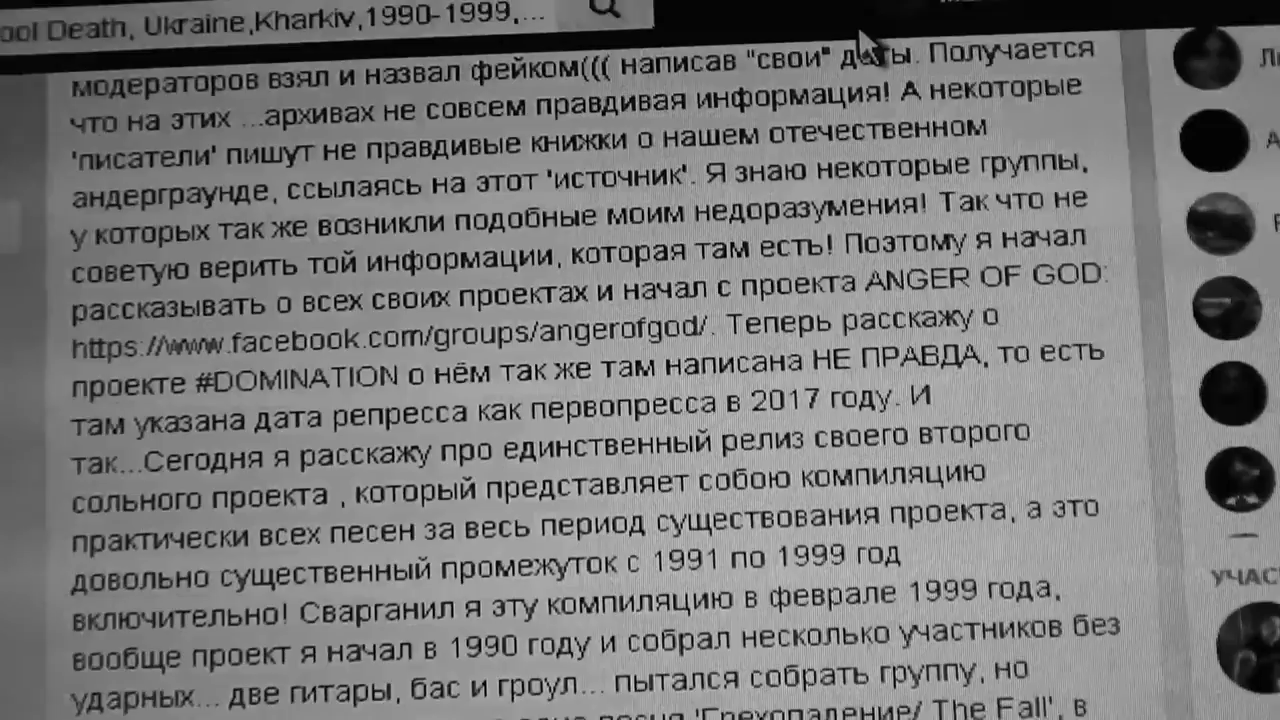 ool Death, Ukraine,Kharkiv,1990-1999,...
модераторов взял и назвал фейком((( написав "свои" даты. Получается
что на этих ...архивах не совсем правдивая информация! А некоторые
'писатели' пишут не правдивые книжки о нашем отечественном
андерграунде, ссылаясь на этот 'источник'. Я знаю некоторые группы,
у которых так же возникли подобные моим недоразумения! Так что не
советую верить той информации, которая там есть! Поэтому я начал
рассказывать о всех своих проектах и начал с проекта ANGER OF GOD:
https://www.facebook.com/groups/angerofgod/. Теперь расскажу о
проекте #DOMINATION о нём так же там написана НЕ ПРАВДА, то есть
там указана дата репресса как первопресса в 2017 году. И
так...Сегодня я расскажу про единственный релиз своего второго
сольного проекта , который представляет собою компиляцию
практически всех песен за весь период существования проекта, а это
довольно существенный промежуток с 1991 по 1999 год
включительно! Сварганил я эту компиляцию в феврале 1999 года,
вообще проект я начал в 1990 году и собрал несколько участников без
ударных... две гитары, бас и гроул... пытался собрать группу, но
'Грехопадение/ The Fall', в
УЧАС